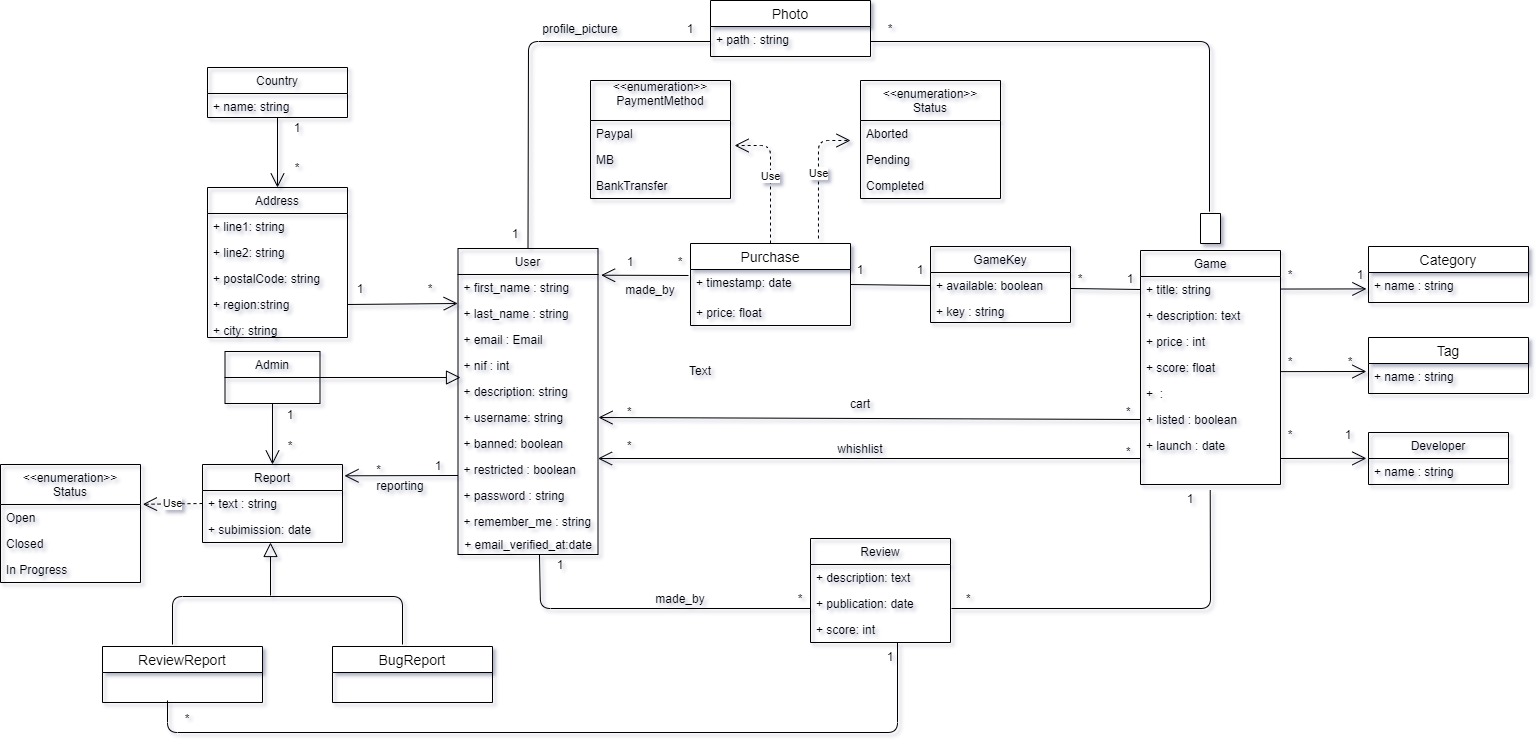 Photo
+ path : string
profile_picture
1
*
1
Country
+ name: string
1
*
<<enumeration>>
PaymentMethod
Paypal
MB
BankTransfer
<<enumeration>>
Status
Aborted
Pending
Completed
Use
Use
Address
+ line1: string
+ line2: string
+ postalCode: string
+ region:string
+ city: string
1
*
User
+ first_name : string
+ last_name : string
+ email : Email
+ nif : int
+ description: string
+ username: string
+ banned: boolean
+ restricted : boolean
+ password : string
+ remember_me : string
+ email_verified_at:date
1
*
made_by
Purchase
+ timestamp: date
+ price: float
1
1
GameKey
+ available: boolean
+ key : string
*
1
Game
+ title: string
+ description: text
+ price : int
+ score: float
+ :
+ listed : boolean
+ launch : date
*
1
Category
+ name : string
*
*
Tag
+ name : string
*
1
Developer
+ name : string
Text
*
cart
*
*
whishlist
*
Admin
1
*
*
1
reporting
Report
+ text : string
+ subimission: date
Use
<<enumeration>>
Status
Open
Closed
In Progress
1
made_by
*
Review
+ description: text
+ publication: date
+ score: int
*
1
1
ReviewReport
BugReport
*